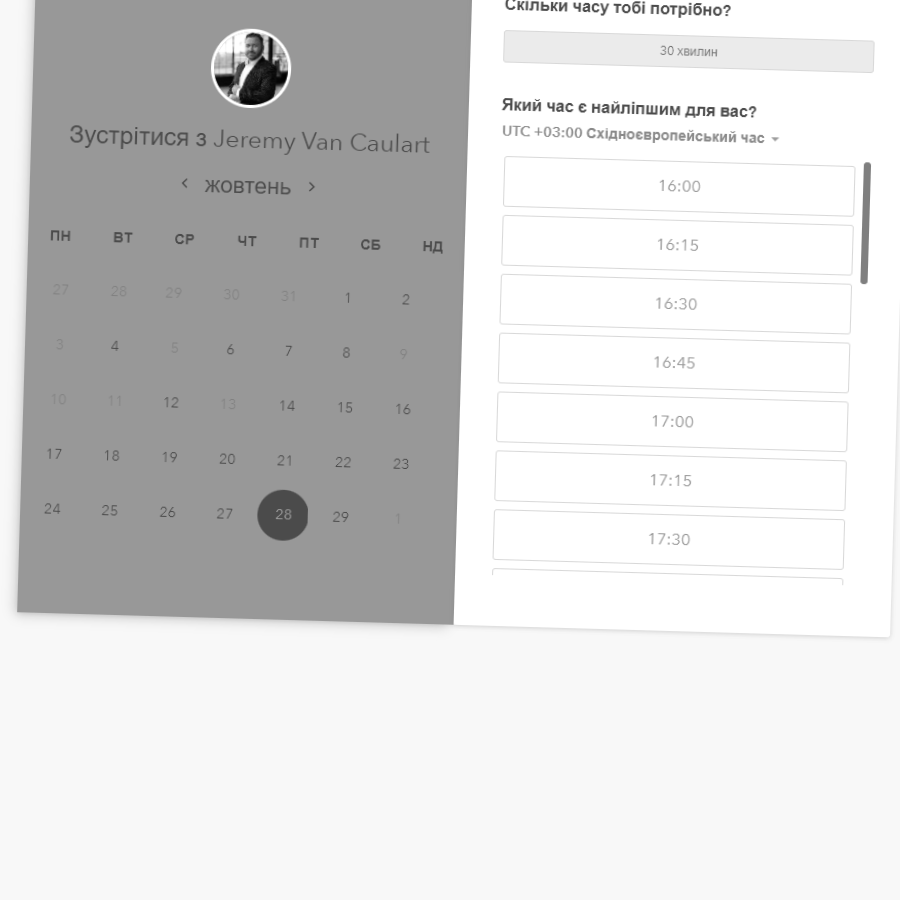 Зустрітися з Jeremy Van Caulart
жовтень
ПН ВТ СР ЧТ ПТ СБ НД
27 28 29 30 31 1 2
3 4 5 6 7 8 9
10 11 12 13 14 15 16
17 18 19 20 21 22 23
24 25 26 27 28 29 1
Скільки часу тобі потрібно?
30 хвилин
Який час є найліпшим для вас?
UTC +03:00 Східноєвропейський час
16:00
16:15
16:30
16:45
17:00
17:15
17:30